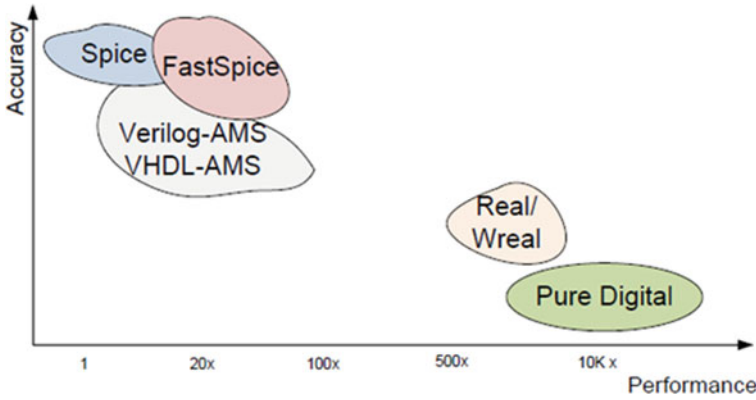 Accuracy
Spice
FastSpice
Verilog-AMS
VHDL-AMS
Real/
Wreal
Pure Digital
1
20x
100x
500x
10K x
Performance